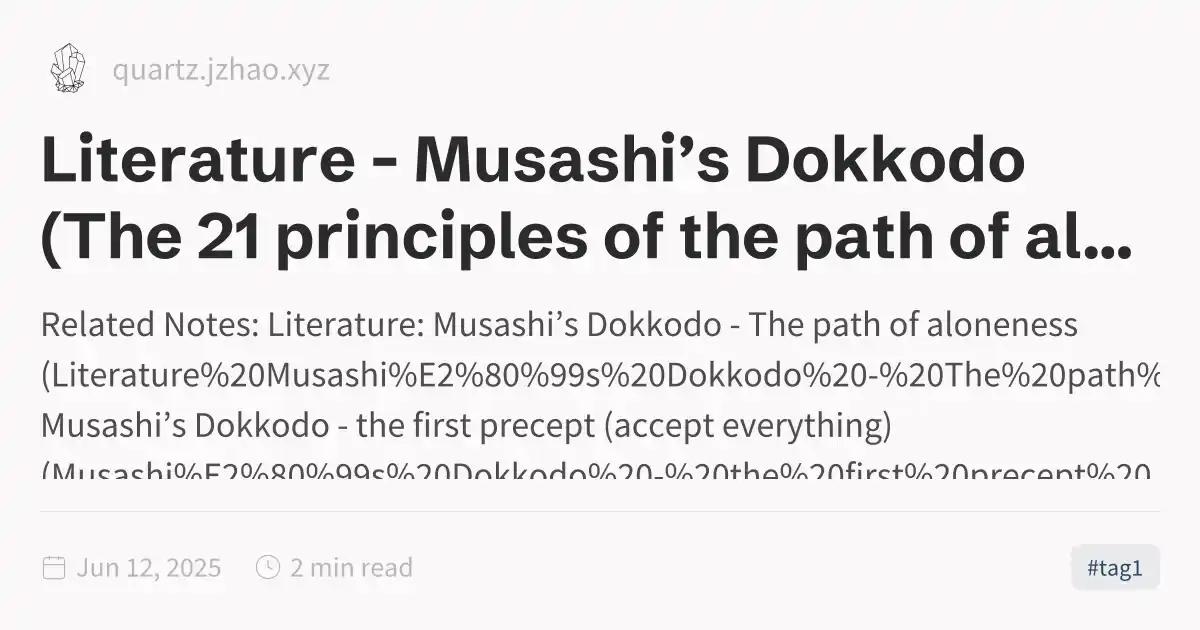 quartz.jzhao.xyz
Literature - Musashi’s Dokkodo
(The 21 principles of the path of al...
Related Notes: Literature: Musashi’s Dokkodo - The path of aloneness
(Literature%20Musashi%E2%80%99s%20Dokkodo%20-%20The%20path%
Musashi’s Dokkodo - the first precept (accept everything)
(Musashi%E2%80%99s%20Dokkodo%20-%20the%20first%20precept%20
Jun 12, 2025
2 min read
#tag1